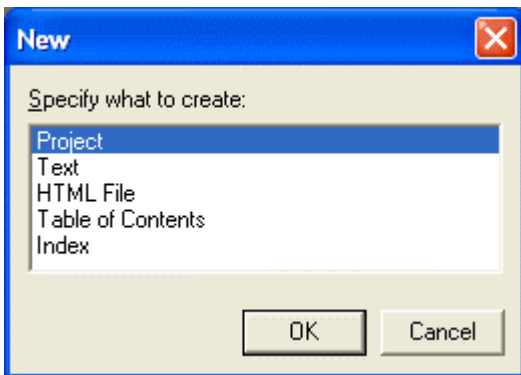 New
Specify what to create:
Project
Text
HTML File
Table of Contents
Index
OK Cancel